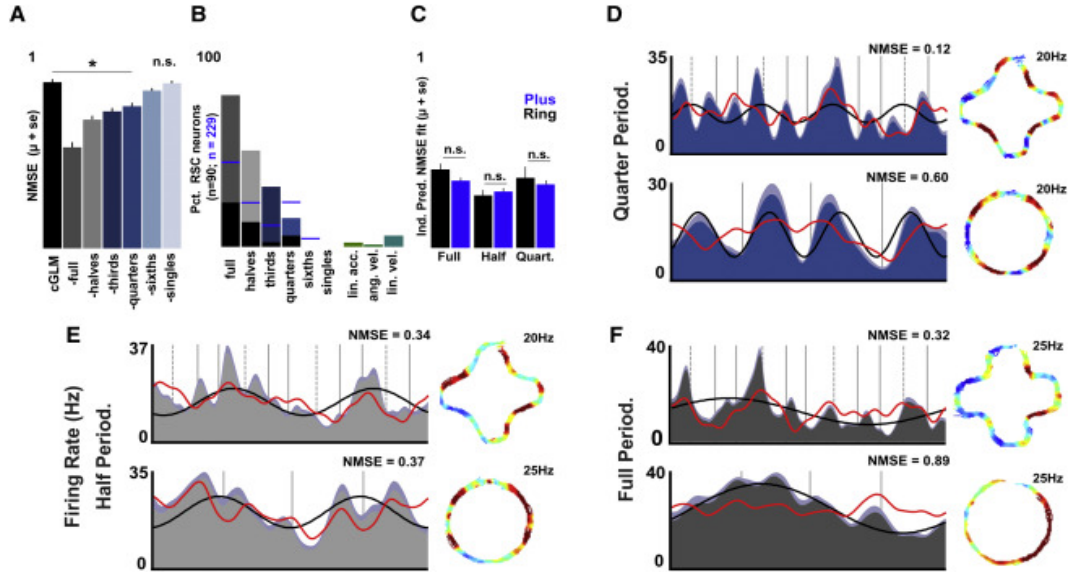 A
1
NMSE (µ + se)
*
n.s.
cGLM
-full
-halves
-thirds
-quarters
-sixths
-singles
B
100
Pct. RSC neurons
(n=90; n = 229)
full
halves
thirds
quarters
sixths
singles
lin. acc.
ang. vel.
lin. vel.
C
1
Ind. Pred. NMSE fit (µ + se)
Plus
Ring
n.s.
n.s.
n.s.
Full Half Quart.
D
Quarter Period.
35
0
NMSE = 0.12
20Hz
30
0
NMSE = 0.60
20Hz
E
Firing Rate (Hz)
Half Period.
37
0
NMSE = 0.34
20Hz
35
0
NMSE = 0.37
25Hz
F
Full Period.
40
0
NMSE = 0.32
25Hz
40
0
NMSE = 0.89
25Hz